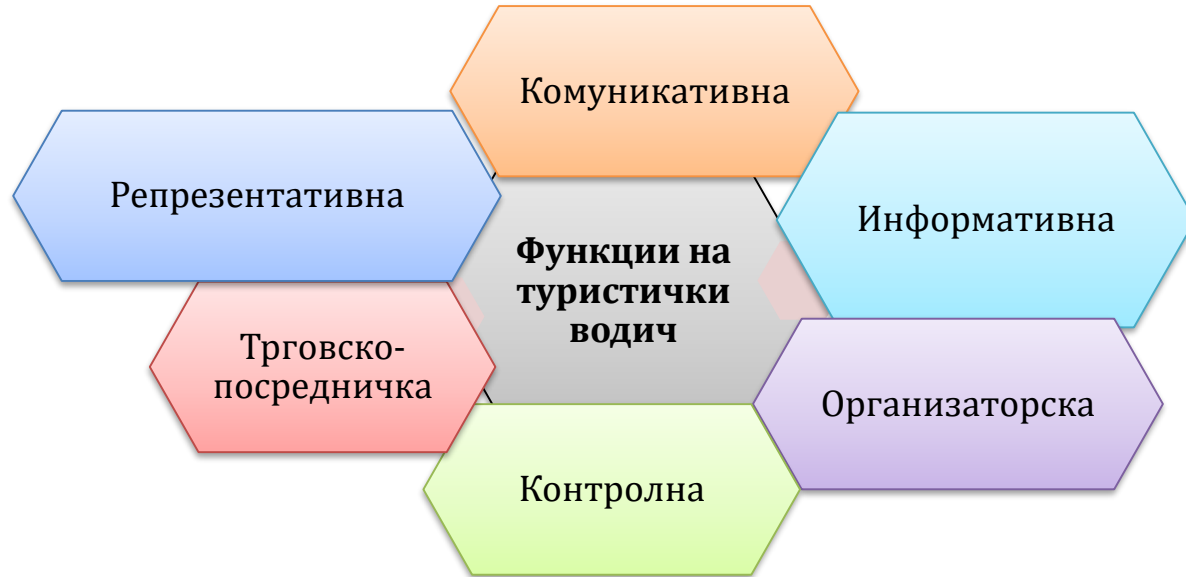 Комуникативна
Репрезентативна
Информативна
Функции на
туристички
водич
Трговско-
посредничка
Организаторска
Контролна